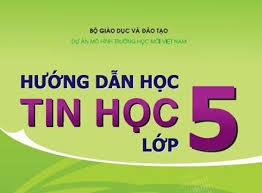 BỘ GIÁO DỤC VÀ ĐÀO TẠO
DỰ ÁN MÔ HÌNH TRƯỜNG HỌC MỚI VIỆT NAM
HƯỚNG DẪN HỌC
TIN HỌC
LỚP 5